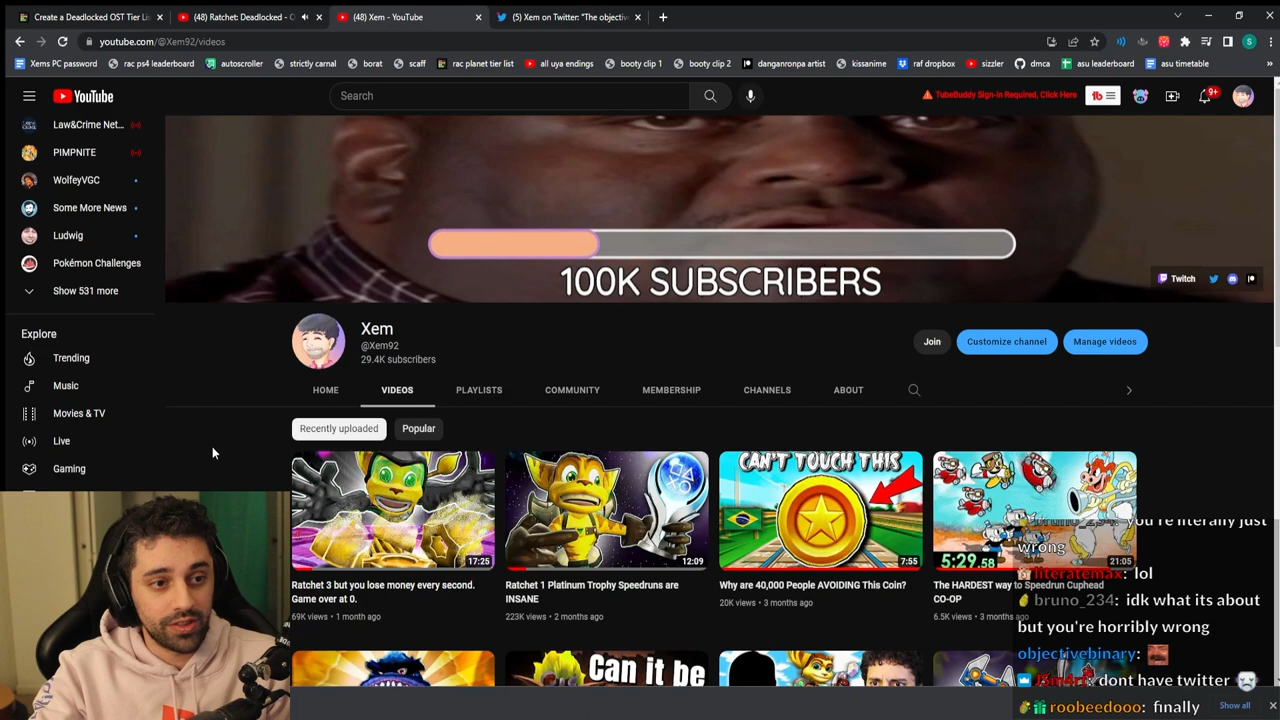 Create a Deadlocked OST Tier Lis
(48) Ratchet: Deadlocked - O
(48) Xem - YouTube
(5) Xem on Twitter: "The objectiv
youtube.com/@Xem92/videos
Xems PC password
rac ps4 leaderboard
autoscroller
strictly carnal
borat
scaff
rac planet tier list
all uya endings
booty clip 1
booty clip 2
danganronpa artist
kissanime
raf dropbox
sizzler
dmca
asu leaderboard
asu timetable
YouTube
Search
TubeBuddy Sign-in Required, Click Here
tb
9+
S
Law&Crime Net...
PIMPNITE
WolfeyVGC
Some More News
Ludwig
Pokémon Challenges
Show 531 more
Explore
Trending
Music
Movies & TV
Live
Gaming
100K SUBSCRIBERS
Twitch
Xem
@Xem92
29.4K subscribers
Join
Customize channel
Manage videos
HOME
VIDEOS
PLAYLISTS
COMMUNITY
MEMBERSHIP
CHANNELS
ABOUT
Recently uploaded
Popular
17:25
Ratchet 3 but you lose money every second.
Game over at 0.
69K views • 1 month ago
12:09
Ratchet 1 Platinum Trophy Speedruns are
INSANE
223K views • 2 months ago
CAN'T TOUCH THIS
7:55
Why are 40,000 People AVOIDING This Coin?
20K views • 3 months ago
5:29.58
21:05
The HARDEST way to Speedrun Cuphead
CO-OP
6.5K views • 3 months ago
Can it be
bruno_234: you're literally just
wrong
literatemax: lol
bruno_234: idk what its about
but you're horribly wrong
objectivebinary:
dont have twitter
roobeedooo: finally
Show all